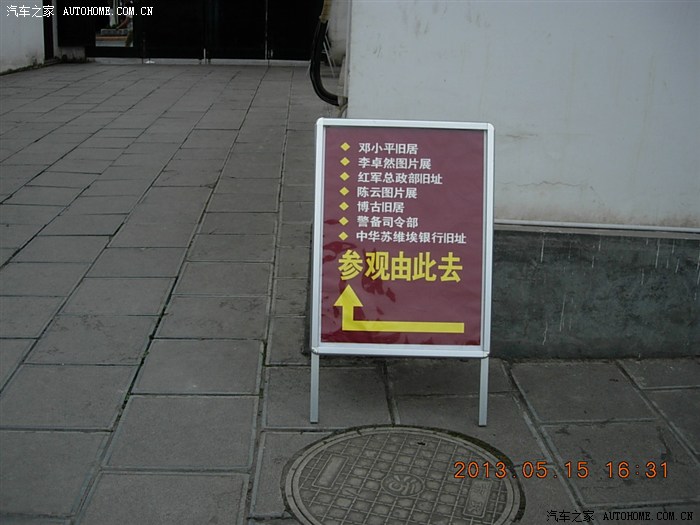 汽车之家 AUTOHOME.COM.CN
邓小平旧居
李卓然图片展
红军总政部旧址
陈云图片展
博古旧居
警备司令部
中华苏维埃银行旧址
参观由此去
2013.05.15 16:31
汽车之家 AUTOHOME.COM.CN